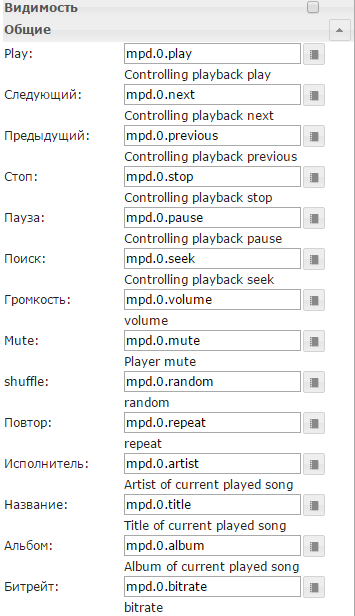 Видимость
Общие
Play: mpd.0.play
Controlling playback play
Следующий: mpd.0.next
Controlling playback next
Предыдущий: mpd.0.previous
Controlling playback previous
Стоп: mpd.0.stop
Controlling playback stop
Пауза: mpd.0.pause
Controlling playback pause
Поиск: mpd.0.seek
Controlling playback seek
Громкость: mpd.0.volume
volume
Mute: mpd.0.mute
Player mute
shuffle: mpd.0.random
random
Повтор: mpd.0.repeat
repeat
Исполнитель: mpd.0.artist
Artist of current played song
Название: mpd.0.title
Title of current played song
Альбом: mpd.0.album
Album of current played song
Битрейт: mpd.0.bitrate
bitrate